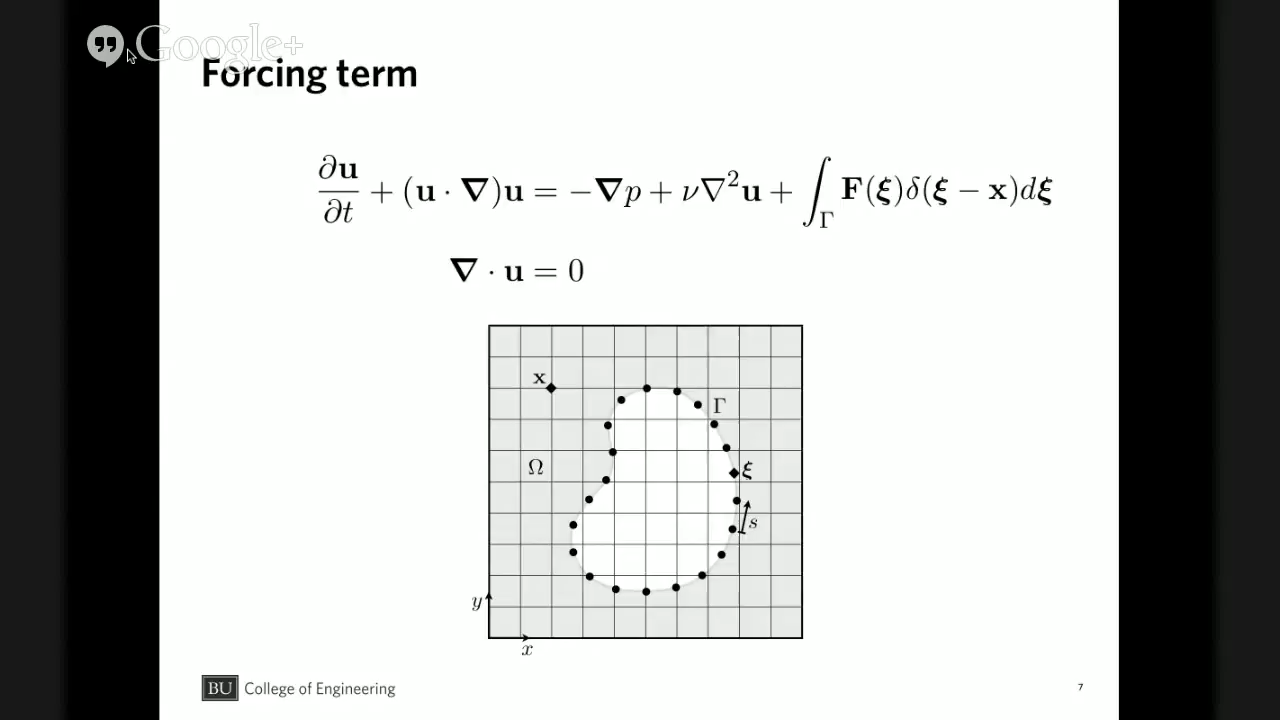 Google+
Forcing term
∂u/∂t + (u · ∇)u = −∇p + ν∇²u + ∫_Γ F(ξ)δ(ξ − x)dξ
∇ · u = 0
x
Γ
Ω
ξ
s
y
x
BU College of Engineering
7